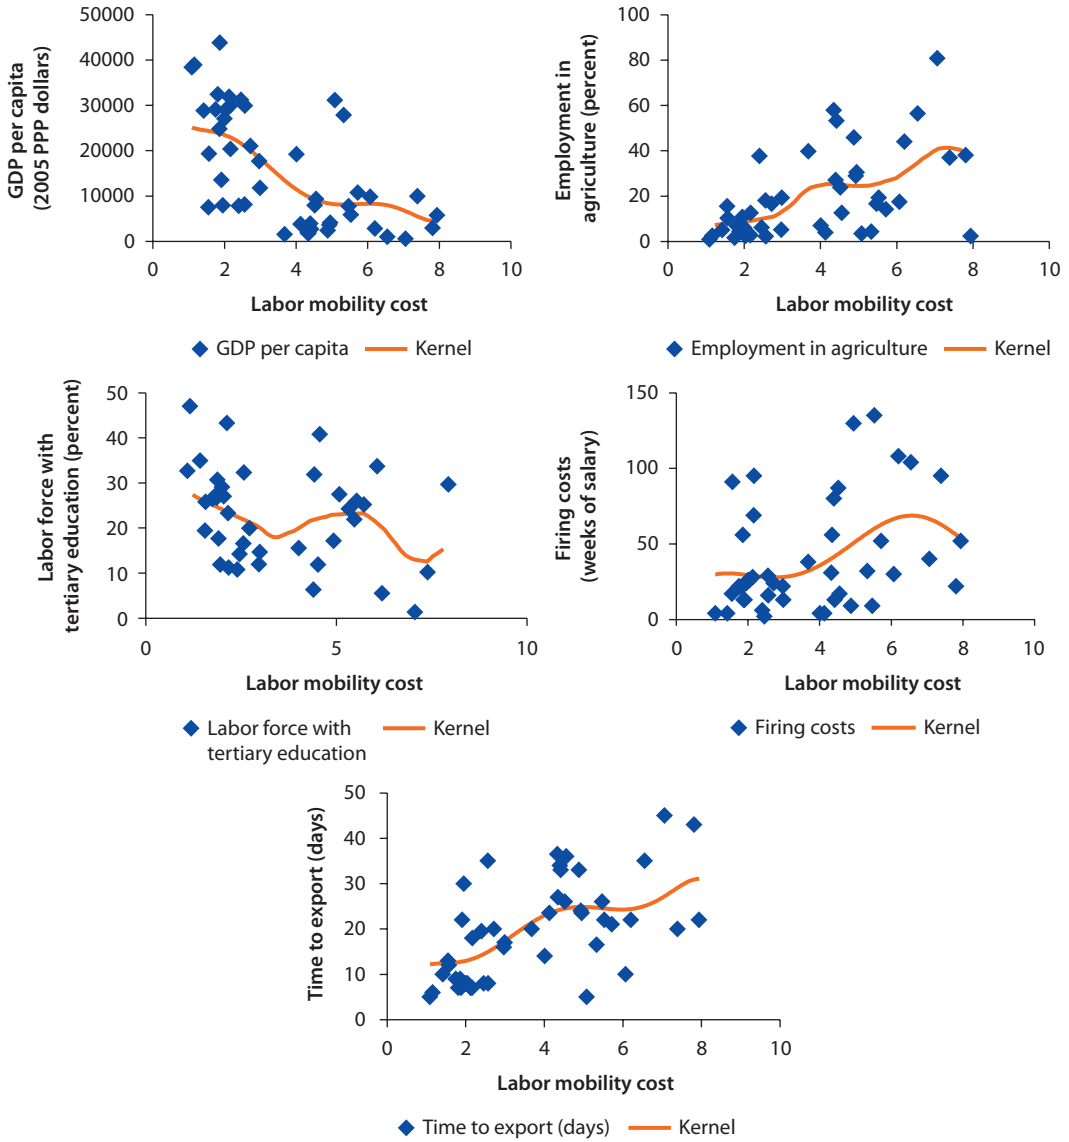 GDP per capita
(2005 PPP dollars)
50000
40000
30000
20000
10000
0
0 2 4 6 8 10
Labor mobility cost
GDP per capita Kernel
Employment in
agriculture (percent)
100
80
60
40
20
0
0 2 4 6 8 10
Labor mobility cost
Employment in agriculture Kernel
Labor force with
tertiary education (percent)
50
40
30
20
10
0
0 5 10
Labor mobility cost
Labor force with
tertiary education
Kernel
Firing costs
(weeks of salary)
150
100
50
0
0 2 4 6 8 10
Labor mobility cost
Firing costs Kernel
Time to export (days)
50
40
30
20
10
0
0 2 4 6 8 10
Labor mobility cost
Time to export (days) Kernel